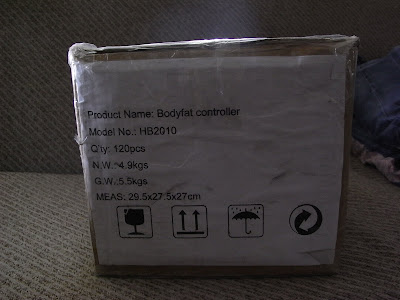 Product Name: Bodyfat controller
Model No.: HB2010
Q'ty: 120pcs
N.W.:4.9kgs
G.W.:5.5kgs
MEAS: 29.5x27.5x27cm